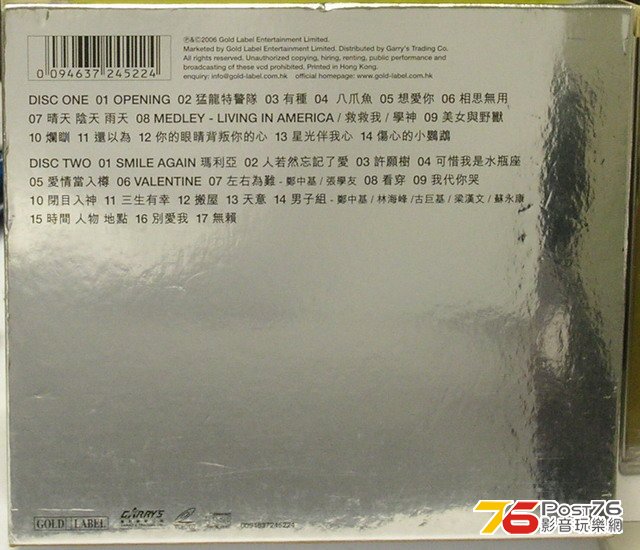 ℗&©2006 Gold Label Entertainment Limited.
Marketed by Gold Label Entertainment Limited. Distributed by Garry's Trading Co.
All rights reserved. Unauthorized copying, hiring, renting, public performance and
broadcasting of these vcd prohibited. Printed in Hong Kong.
enquiry: info@gold-label.com.hk official homepage: www.gold-label.com.hk
0 094637 245224
DISC ONE 01 OPENING 02 猛龍特警隊 03 有種 04 八爪魚 05 想愛你 06 相思無用
07 晴天 陰天 雨天 08 MEDLEY - LIVING IN AMERICA / 救救我 / 學神 09 美女與野獸
10 爛瞓 11 還以為 12 你的眼睛背叛你的心 13 星光伴我心 14 傷心的小鸚鵡
DISC TWO 01 SMILE AGAIN 瑪利亞 02 人若然忘記了愛 03 許願樹 04 可惜我是水瓶座
05 愛情當入樽 06 VALENTINE 07 左右為難 - 鄭中基 / 張學友 08 看穿 09 我代你哭
10 閉目入神 11 三生有幸 12 搬屋 13 天意 14 男子組 - 鄭中基 / 林海峰 / 古巨基 / 梁漢文 / 蘇永康
15 時間 人物 地點 16 別愛我 17 無賴
GOLD LABEL GARRY'S 0094637245224
76 Post76
影音玩樂網